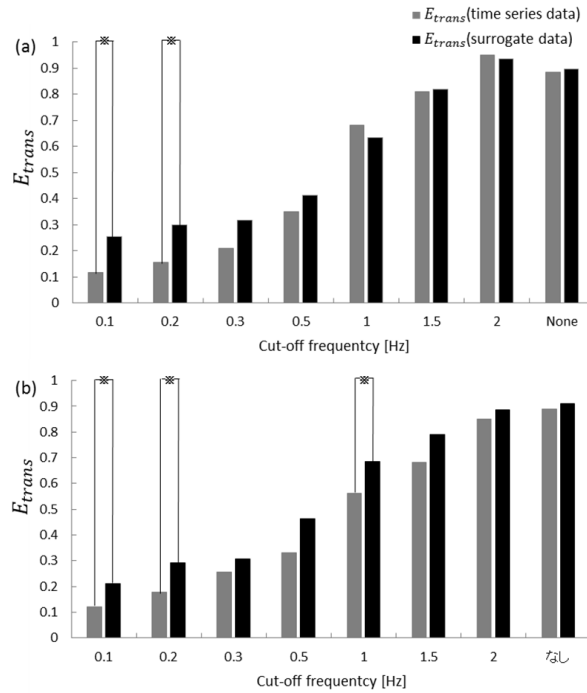 E_trans(time series data)
E_trans(surrogate data)
(a)
1
0.9
0.8
0.7
0.6
0.5
0.4
0.3
0.2
0.1
0
E_trans
※
※
0.1 0.2 0.3 0.5 1 1.5 2 None
Cut-off frequentcy [Hz]
(b)
1
0.9
0.8
0.7
0.6
0.5
0.4
0.3
0.2
0.1
0
E_trans
※
※
※
0.1 0.2 0.3 0.5 1 1.5 2 なし
Cut-off frequentcy [Hz]